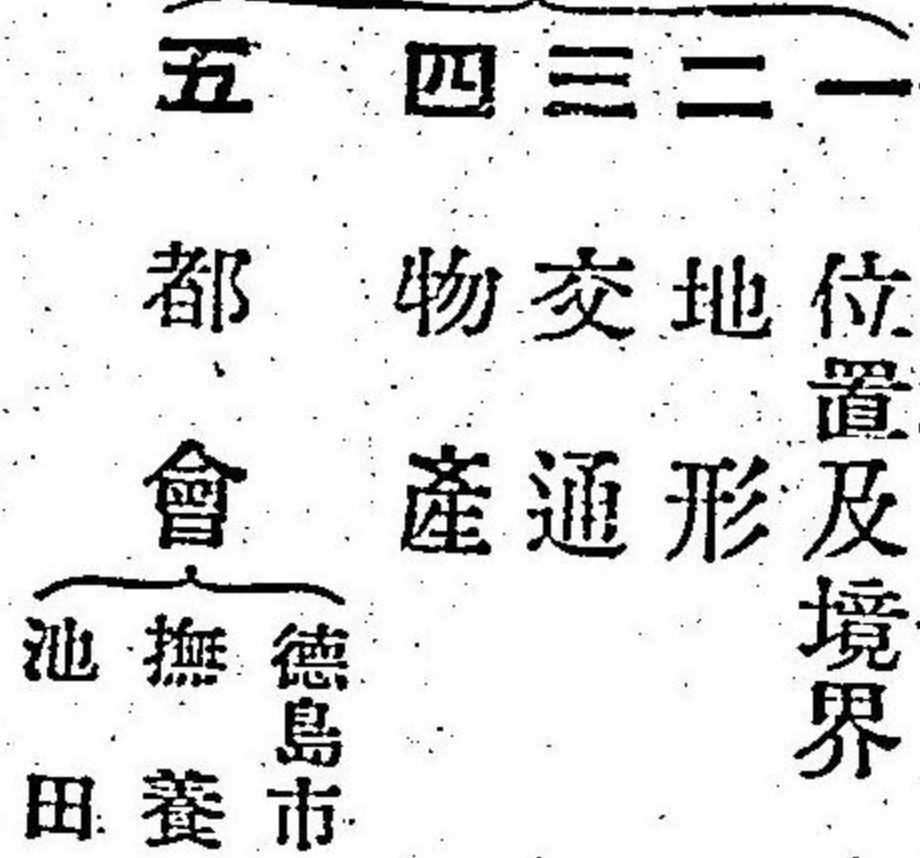 一 位置及境界
二 地形
三 交通
四 物產
五 都會
德島市
撫養
池田